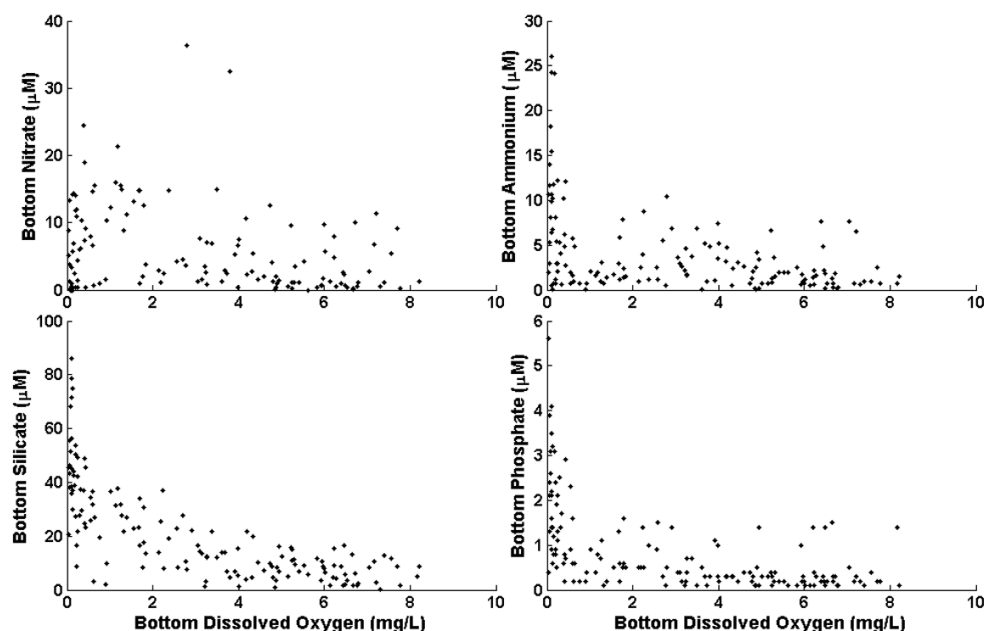 40
30
20
10
0
Bottom Nitrate (μM)
0 2 4 6 8 10
30
25
20
15
10
5
0
Bottom Ammonium (μM)
0 2 4 6 8 10
100
80
60
40
20
0
Bottom Silicate (μM)
0 2 4 6 8 10
Bottom Dissolved Oxygen (mg/L)
6
5
4
3
2
1
0
Bottom Phosphate (μM)
0 2 4 6 8 10
Bottom Dissolved Oxygen (mg/L)